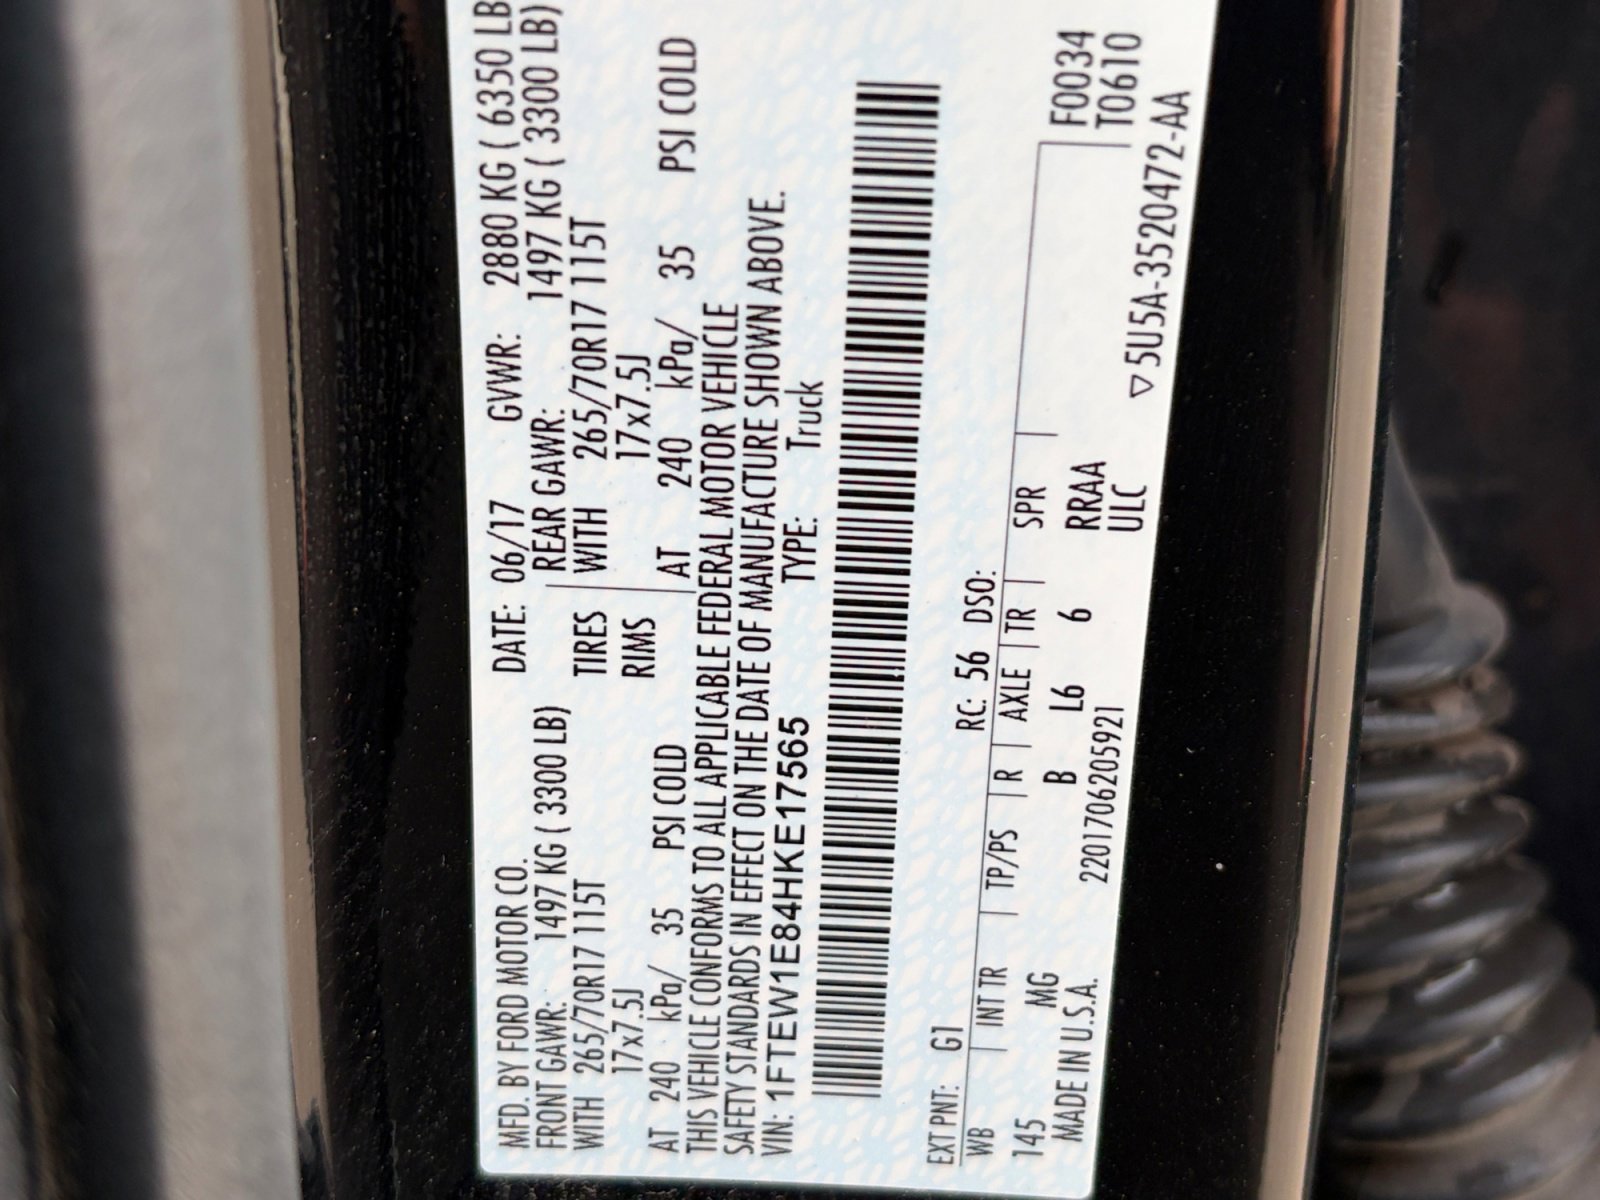 MFD. BY FORD MOTOR CO. DATE: 06/17 GVWR: 2880 KG ( 6350 LB
FRONT GAWR: 1497 KG ( 3300 LB) REAR GAWR: 1497 KG ( 3300 LB)
WITH 265/70R17 115T TIRES WITH 265/70R17 115T
17x7.5J RIMS 17x7.5J
AT 240 kPa/ 35 PSI COLD AT 240 kPa/ 35 PSI COLD
THIS VEHICLE CONFORMS TO ALL APPLICABLE FEDERAL MOTOR VEHICLE
SAFETY STANDARDS IN EFFECT ON THE DATE OF MANUFACTURE SHOWN ABOVE.
VIN: 1FTEW1E84HKE17565 TYPE: Truck
EXT PNT: G1 RC: 56 DSO:
WB INT TR TP/PS R AXLE TR SPR F0034
145 MG B L6 6 RRAA T0610
MADE IN U.S.A. 2201706205921 ULC
▽5U5A-3520472-AA